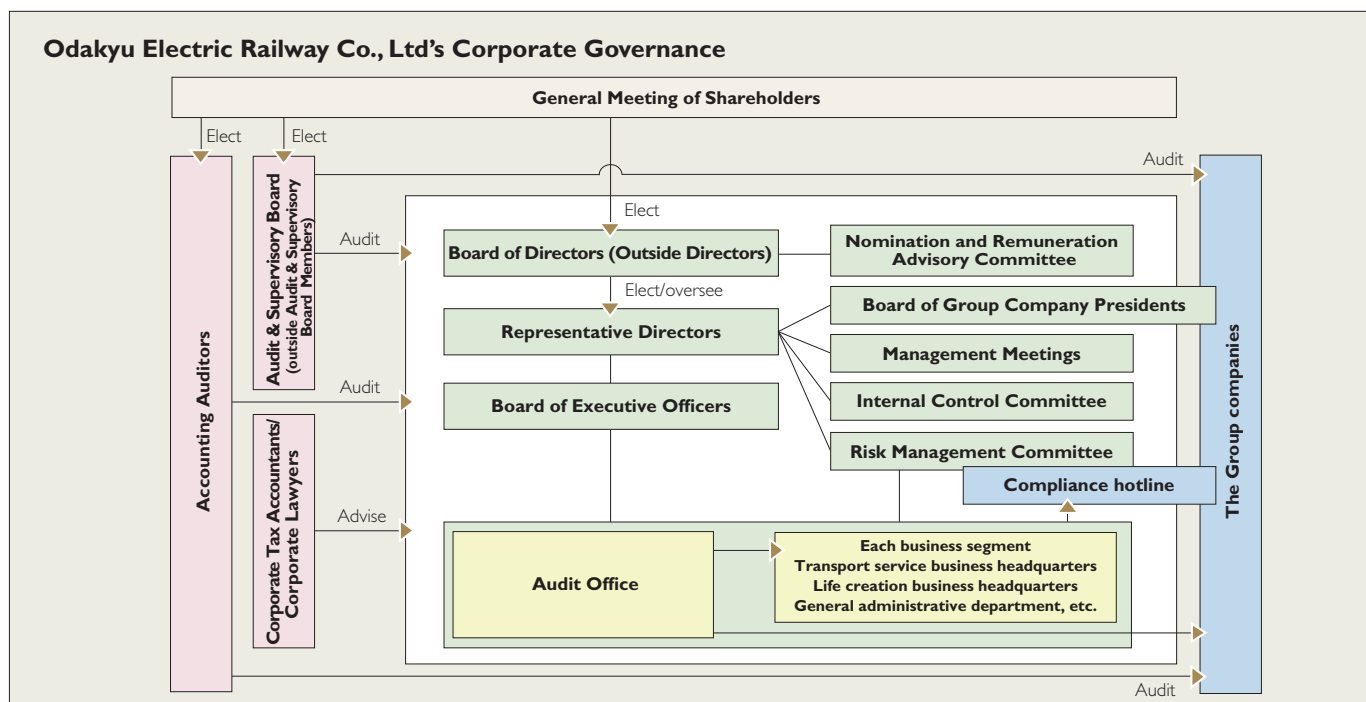 Odakyu Electric Railway Co., Ltd's Corporate Governance
General Meeting of Shareholders
Elect
Elect
Audit
Accounting Auditors
Audit & Supervisory Board
(outside Audit & Supervisory
Board Members)
Elect
Audit
Board of Directors (Outside Directors)
Nomination and Remuneration
Advisory Committee
Elect/oversee
Board of Group Company Presidents
Representative Directors
Management Meetings
Audit
Board of Executive Officers
Internal Control Committee
Risk Management Committee
Compliance hotline
The Group companies
Corporate Tax Accountants/
Corporate Lawyers
Advise
Audit Office
Each business segment
Transport service business headquarters
Life creation business headquarters
General administrative department, etc.
Audit